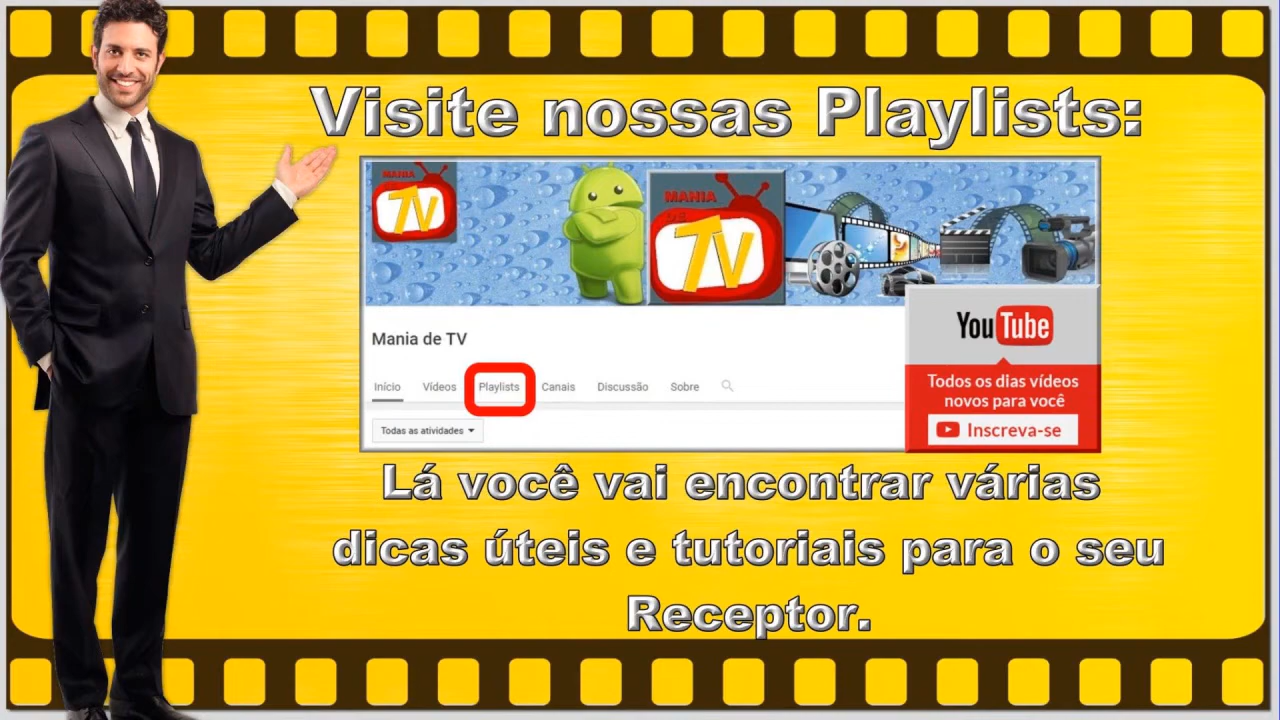 Visite nossas Playlists:
MANIA
TV
MANIA
DE
TV
Mania de TV
Início Vídeos Playlists Canais Discussão Sobre
Todas as atividades
YouTube
Todos os dias vídeos
novos para você
Inscreva-se
Lá você vai encontrar várias
dicas úteis e tutoriais para o seu
Receptor.